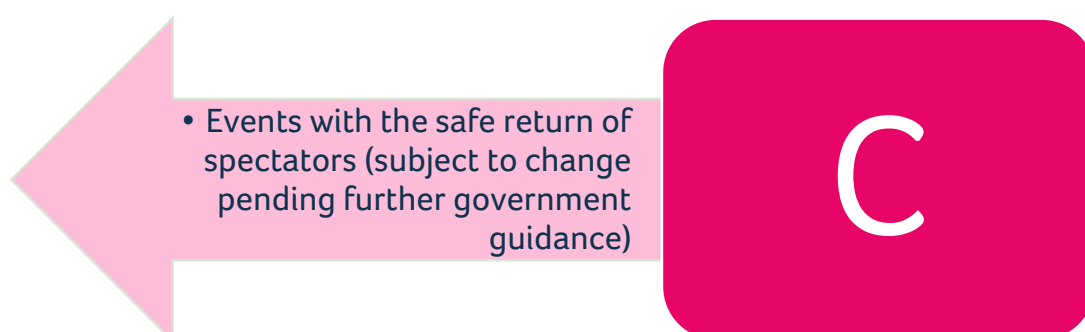 • Events with the safe return of
spectators (subject to change
pending further government
guidance)
C